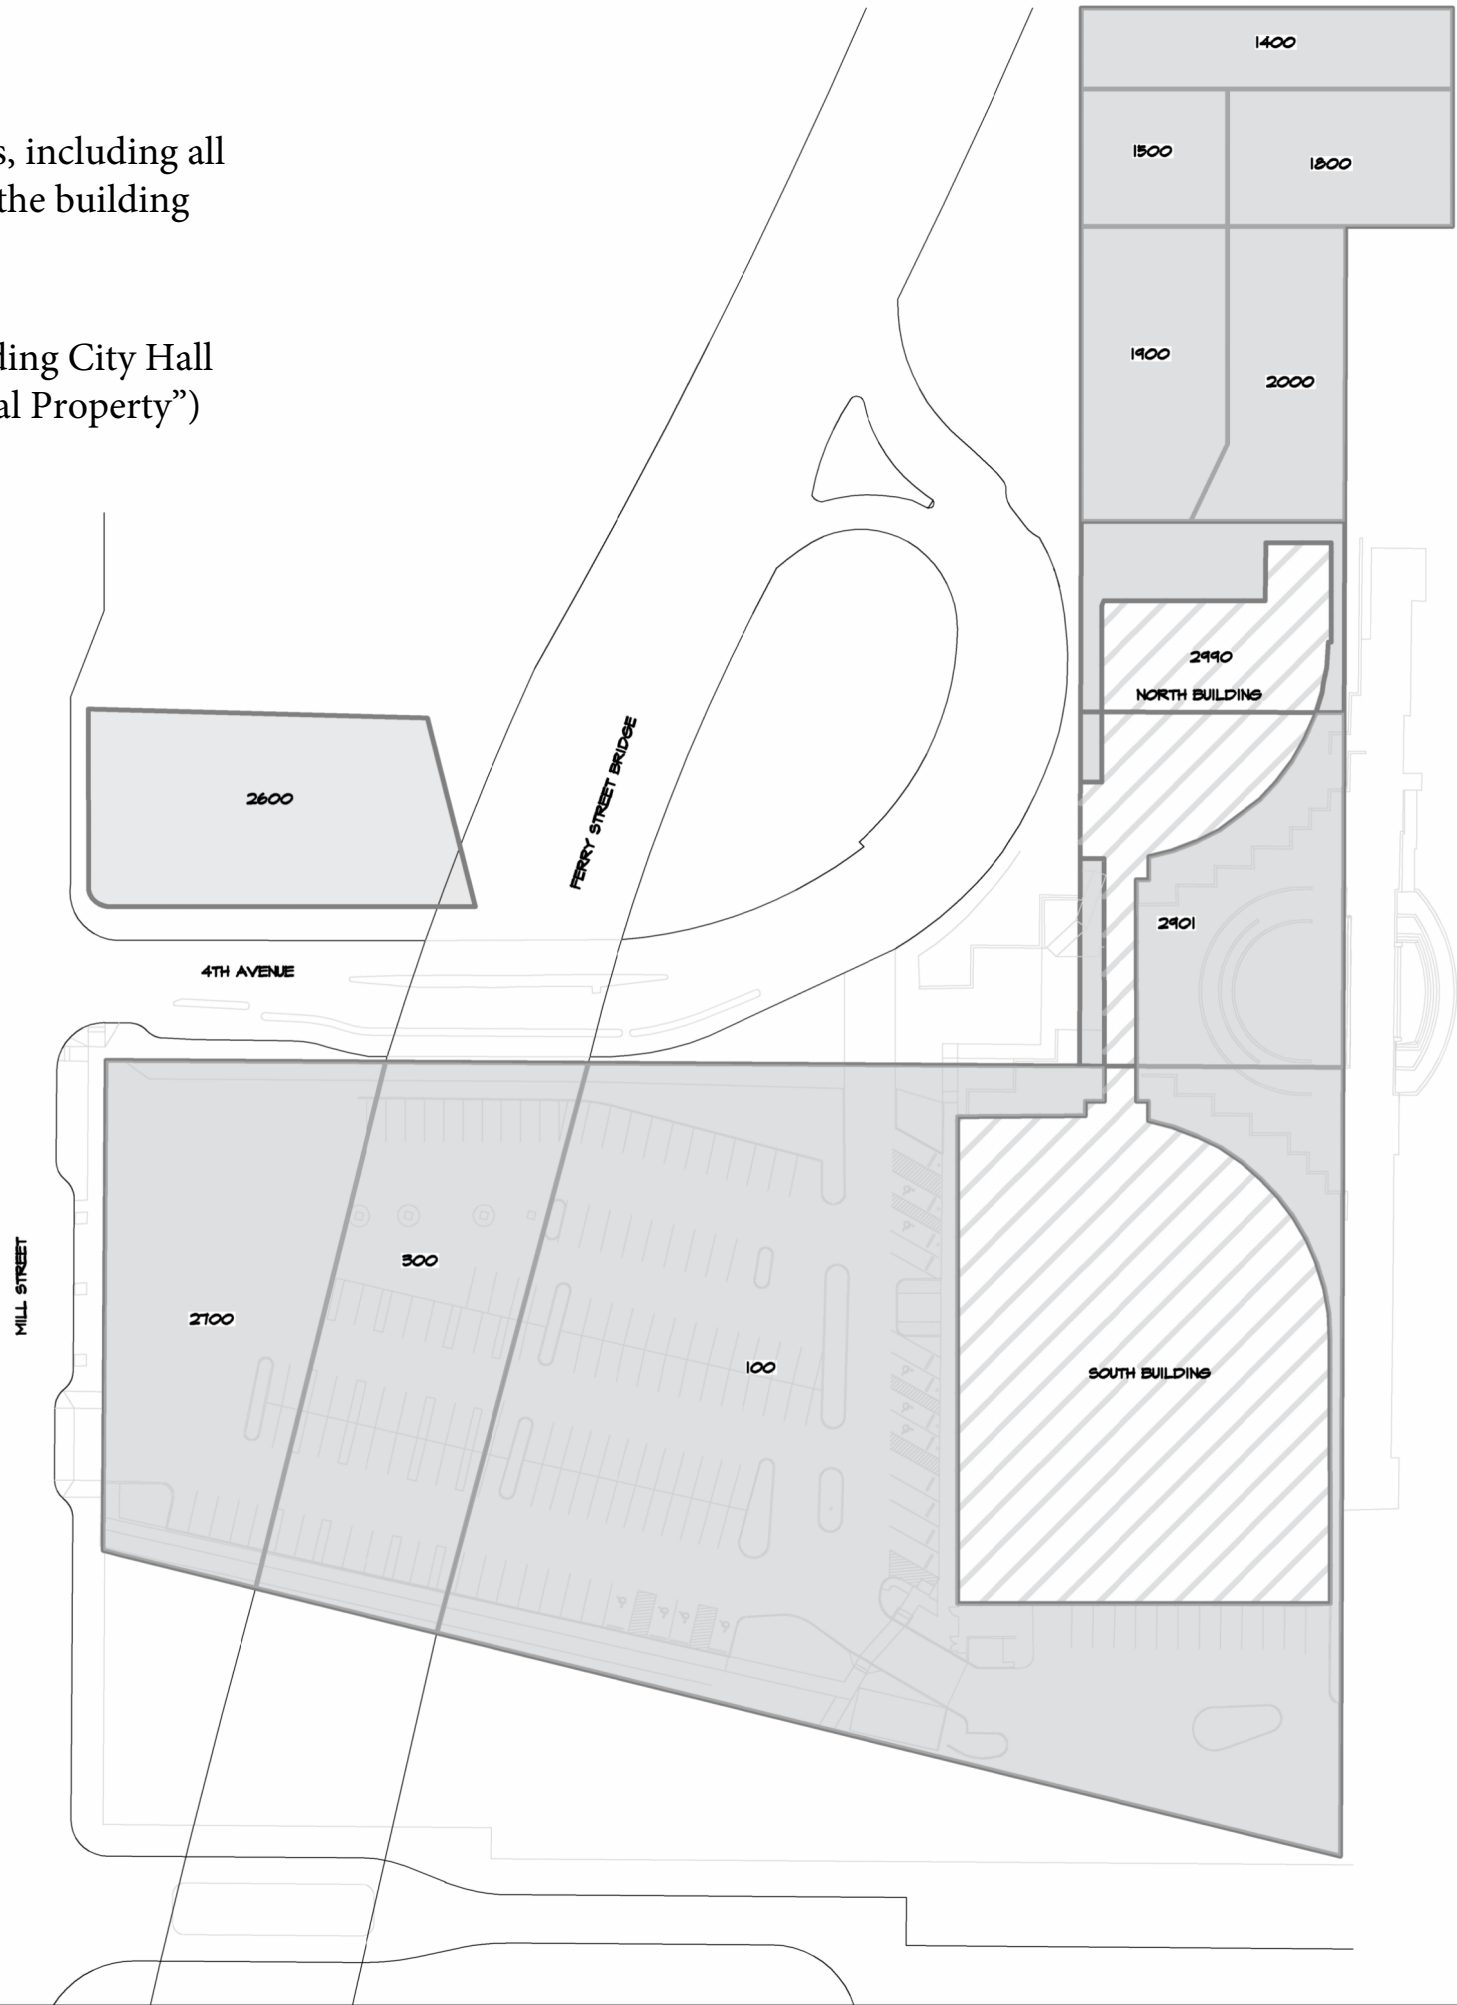 s, including all
the building
ding City Hall
al Property”)
1400
1500
1800
1900
2000
2990
NORTH BUILDING
2600
FERRY STREET BRIDGE
2901
4TH AVENUE
MILL STREET
300
2700
100
SOUTH BUILDING